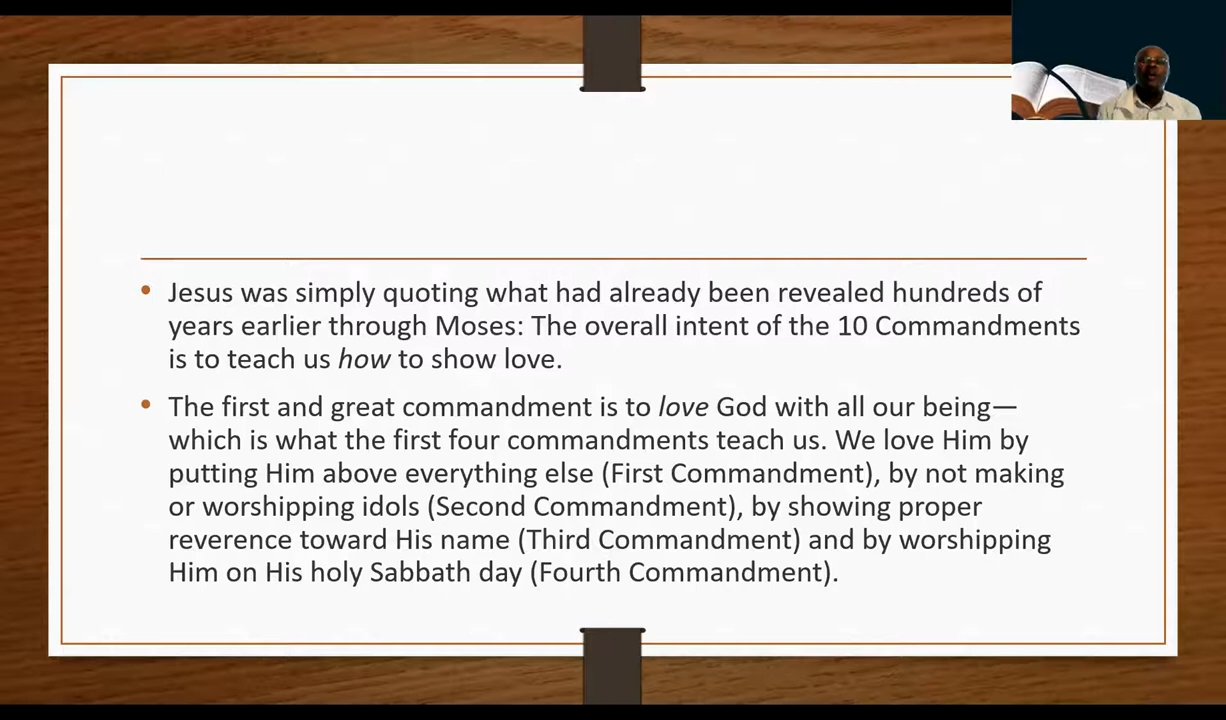 • Jesus was simply quoting what had already been revealed hundreds of
years earlier through Moses: The overall intent of the 10 Commandments
is to teach us how to show love.
• The first and great commandment is to love God with all our being—
which is what the first four commandments teach us. We love Him by
putting Him above everything else (First Commandment), by not making
or worshipping idols (Second Commandment), by showing proper
reverence toward His name (Third Commandment) and by worshipping
Him on His holy Sabbath day (Fourth Commandment).